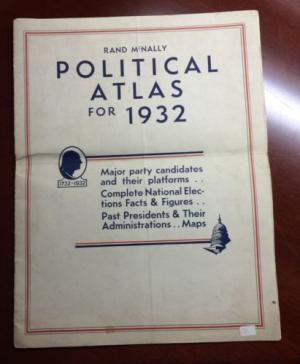 RAND MCNALLY
POLITICAL
ATLAS
FOR 1932
1732-1932
Major party candidates
and their platforms . .
Complete National Elec-
tions Facts & Figures . .
Past Presidents & Their
Administrations . . Maps